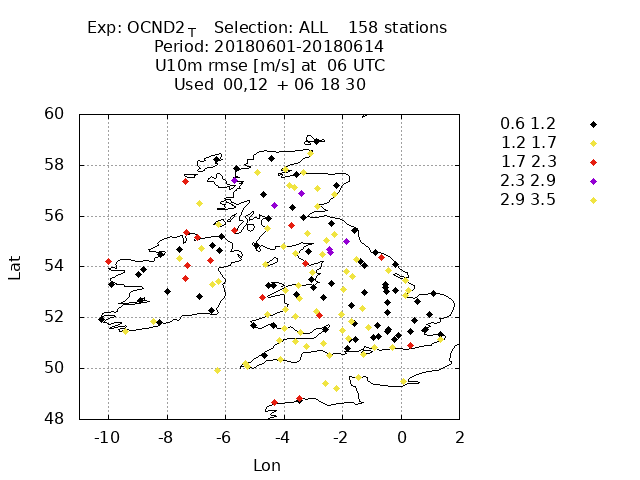 Exp: OCND2_T Selection: ALL 158 stations
Period: 20180601-20180614
U10m rmse [m/s] at 06 UTC
Used 00,12 + 06 18 30
60
58
56
54
52
50
48
Lat
-10 -8 -6 -4 -2 0 2
Lon
0.6 1.2
1.2 1.7
1.7 2.3
2.3 2.9
2.9 3.5